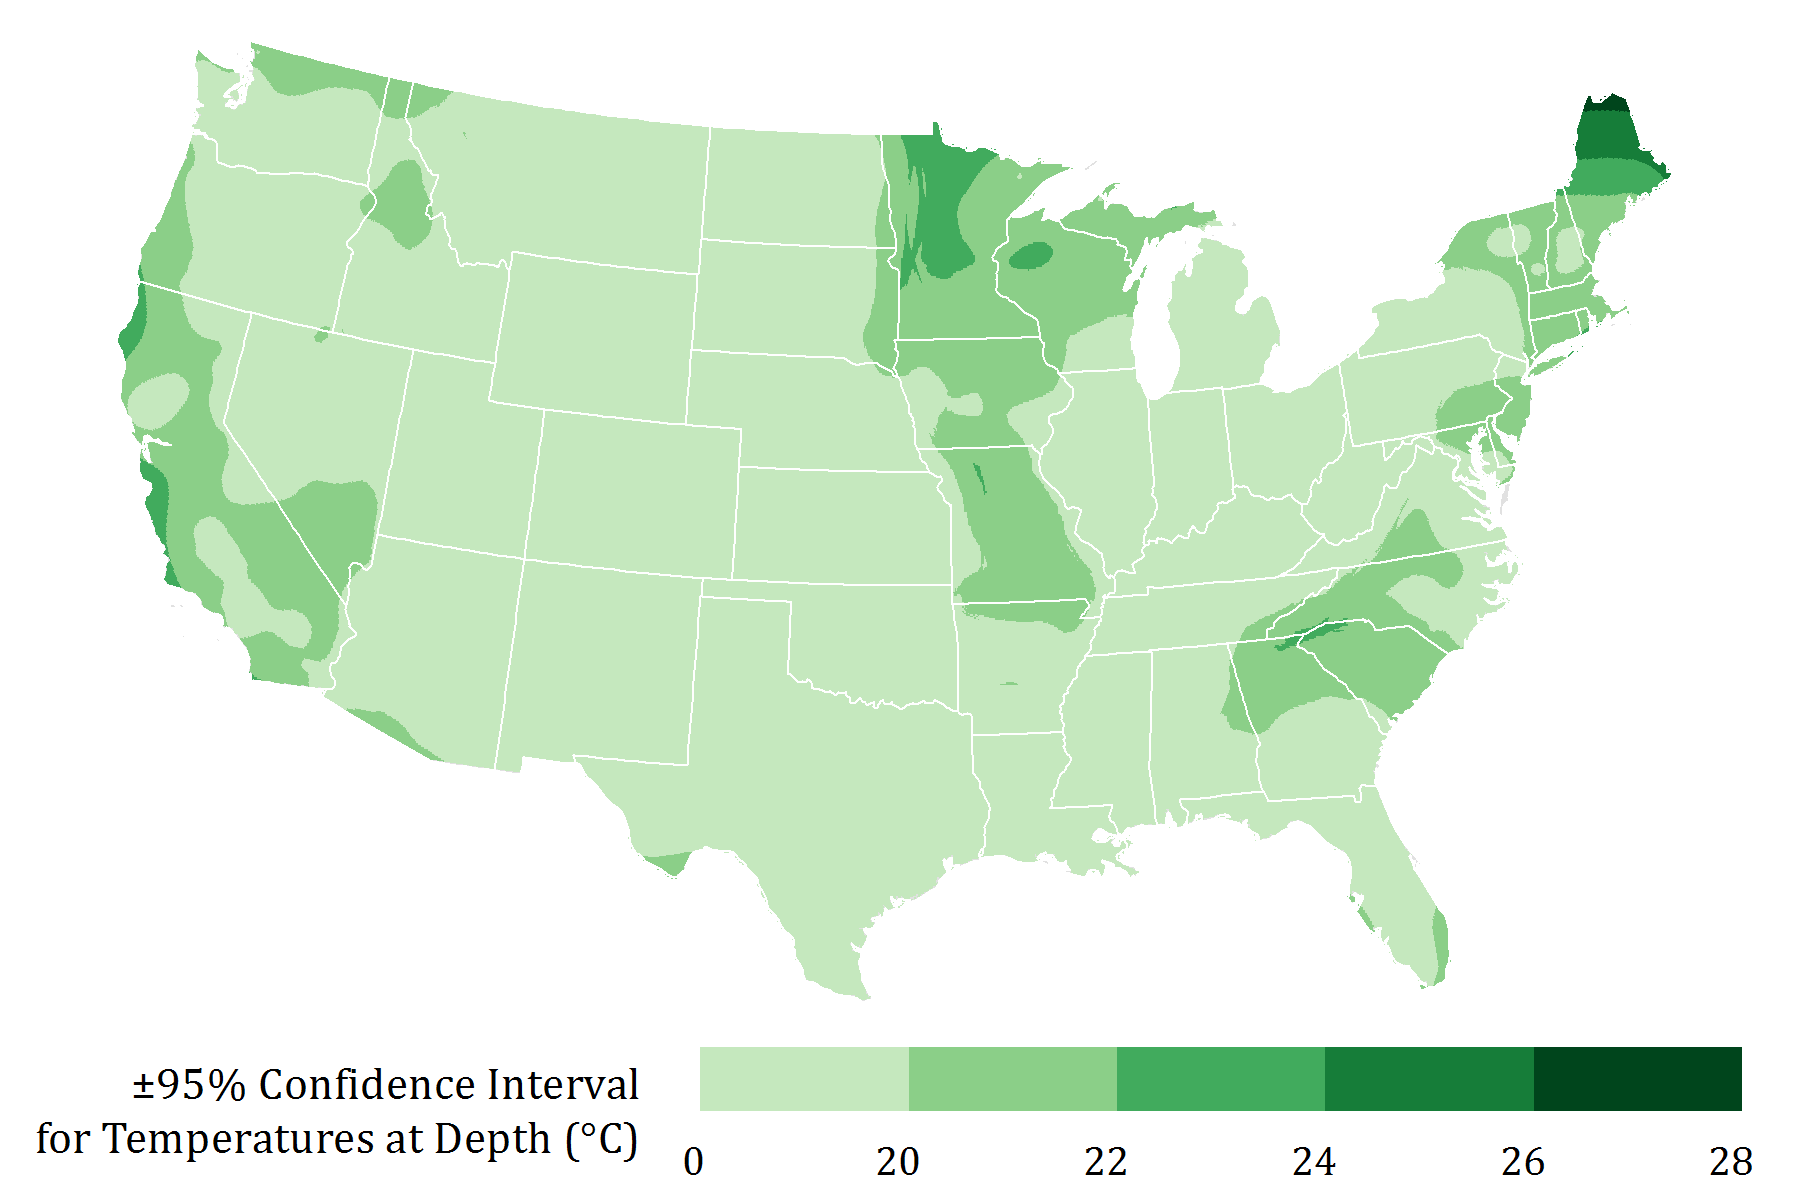 ±95% Confidence Interval
for Temperatures at Depth (°C)
0 20 22 24 26 28